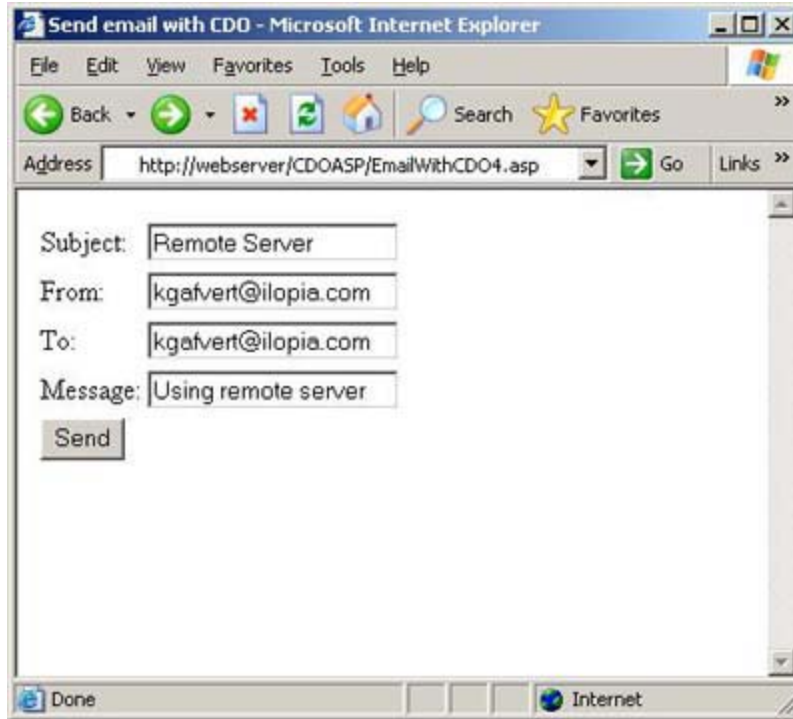 Send email with CDO - Microsoft Internet Explorer
File Edit View Favorites Tools Help
Back Search Favorites »
Address http://webserver/CDOASP/EmailWithCDO4.asp Go Links »
Subject: Remote Server
From: kgafvert@ilopia.com
To: kgafvert@ilopia.com
Message: Using remote server
Send
Done Internet